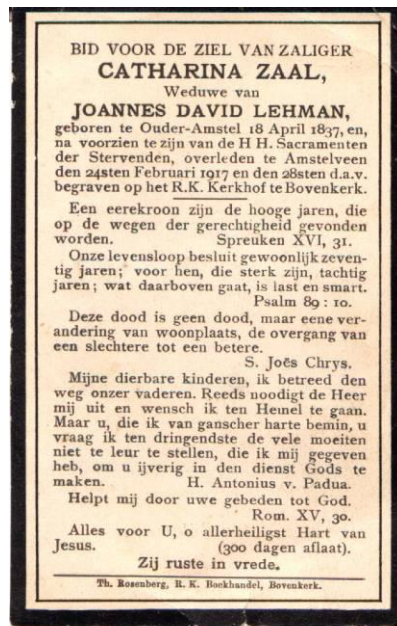 BID VOOR DE ZIEL VAN ZALIGER
CATHARINA ZAAL,
Weduwe van
JOANNES DAVID LEHMAN,
geboren te Ouder-Amstel 18 April 1837, en,
na voorzien te zijn van de H H. Sacramenten
der Stervenden, overleden te Amstelveen
den 24sten Februari 1917 en den 28sten d.a.v.
begraven op het R.K. Kerkhof te Bovenkerk.
Een eerekroon zijn de hooge jaren, die
op de wegen der gerechtigheid gevonden
worden. Spreuken XVI, 31.
Onze levensloop besluit gewoonlijk zeven-
tig jaren; voor hen, die sterk zijn, tachtig
jaren; wat daarboven gaat, is last en smart.
Psalm 89 : 10.
Deze dood is geen dood, maar eene ver-
andering van woonplaats, de overgang van
een slechtere tot een betere.
S. Joës Chrys.
Mijne dierbare kinderen, ik betreed den
weg onzer vaderen. Reeds noodigt de Heer
mij uit en wensch ik ten Hemel te gaan.
Maar u, die ik van ganscher harte bemin, u
vraag ik ten dringendste de vele moeiten
niet te leur te stellen, die ik mij gegeven
heb, om u ijverig in den dienst Gods te
maken. H. Antonius v. Padua.
Helpt mij door uwe gebeden tot God.
Rom. XV, 30.
Alles voor U, o allerheiligst Hart van
Jesus. (300 dagen aflaat).
Zij ruste in vrede.
Th. Rosenberg, R. K. Boekhandel, Bovenkerk.